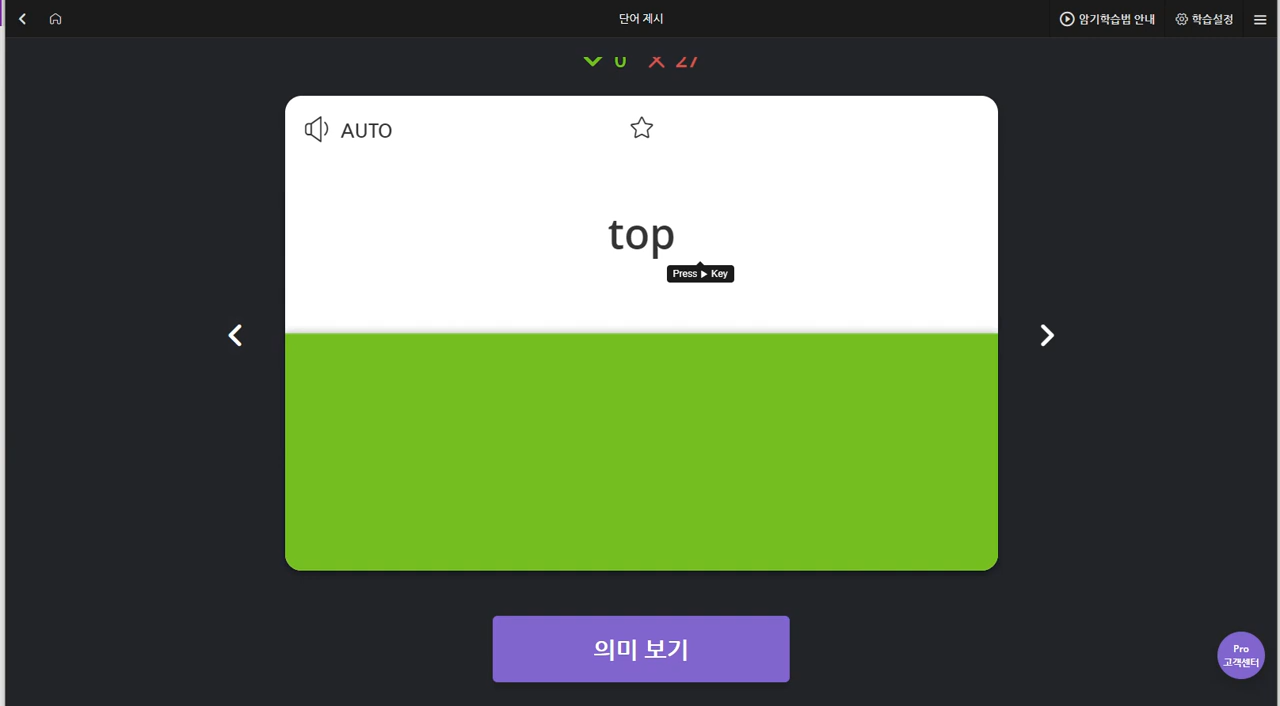 단어 제시
암기학습법 안내
학습설정
AUTO
top
Press ▶ Key
의미 보기
Pro
고객센터